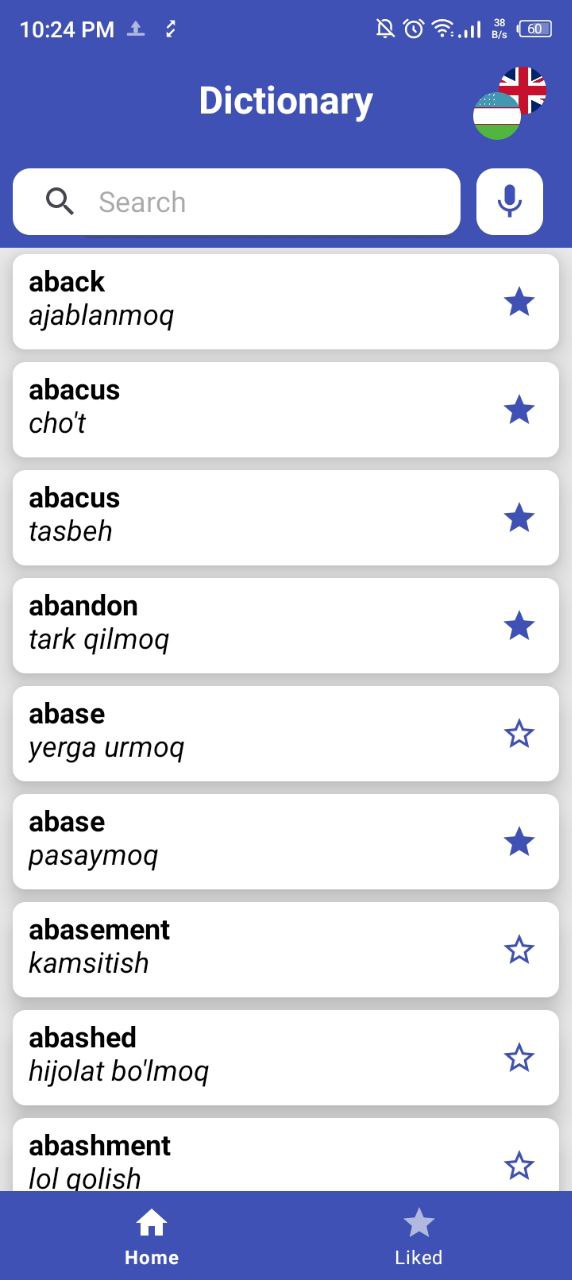 10:24 PM
38
B/s
60
Dictionary
Search
aback
ajablanmoq
abacus
cho't
abacus
tasbeh
abandon
tark qilmoq
abase
yerga urmoq
abase
pasaymoq
abasement
kamsitish
abashed
hijolat bo'lmoq
abashment
lol qolish
Home
Liked